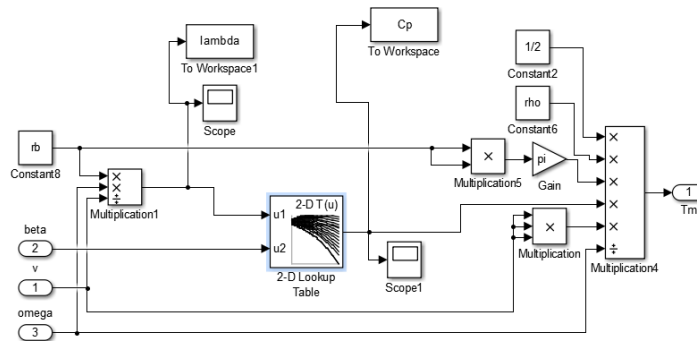 lambda
To Workspace1
Cp
To Workspace
1/2
Constant2
Scope
rho
Constant6
rb
Constant8
×
×
÷
Multiplication1
×
Multiplication5
pi
Gain
×
×
×
×
×
÷
Multiplication4
1
Tm
2-D T(u)
u1
u2
2-D Lookup
Table
×
Multiplication
Scope1
beta
2
v
1
omega
3